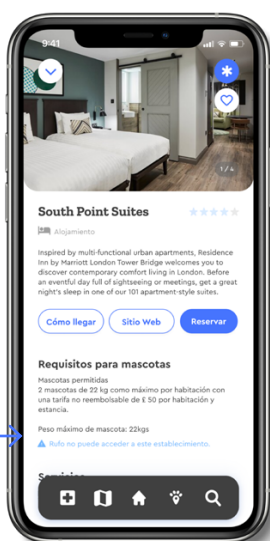 9:41
1/4
South Point Suites
Alojamiento
Inspired by multi-functional urban apartments, Residence
Inn by Marriott London Tower Bridge welcomes you to
discover contemporary comfort living in London. Before
an eventful day full of sightseeing or meetings, get a great
night's sleep in one of our 101 apartment-style suites.
Cómo llegar Sitio Web Reservar
Requisitos para mascotas
Mascotas permitidas
2 mascotas de 22 kg como máximo por habitación con
una tarifa no reembolsable de £ 50 por habitación y
estancia.
Peso máximo de mascota: 22kgs
Rofo no puede acceder a este establecimiento.